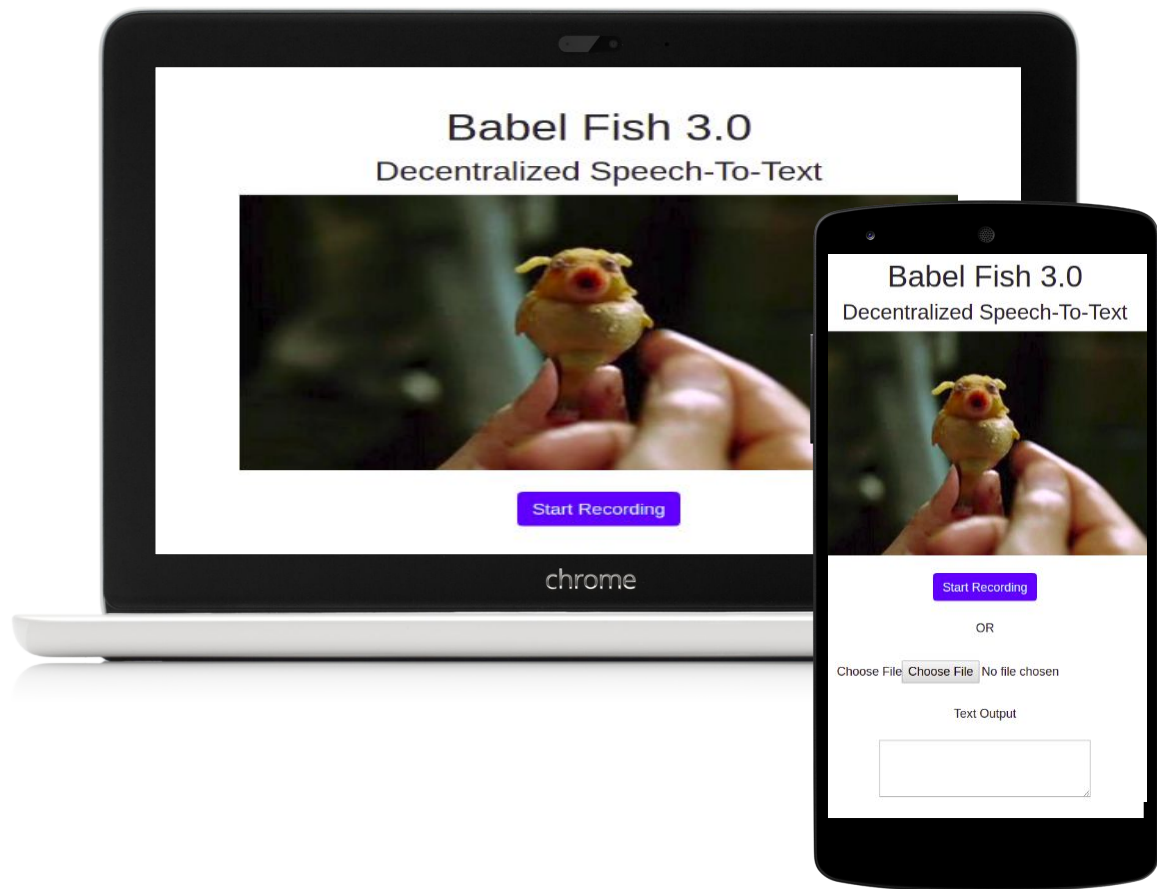 Babel Fish 3.0
Decentralized Speech-To-Text
Start Recording
chrome
Babel Fish 3.0
Decentralized Speech-To-Text
Start Recording
OR
Choose File Choose File No file chosen
Text Output